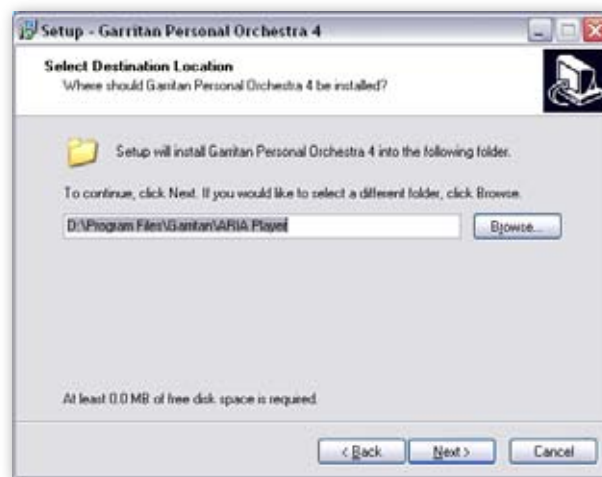 Setup - Garritan Personal Orchestra 4
Select Destination Location
Where should Garritan Personal Orchestra 4 be installed?
Setup will install Garritan Personal Orchestra 4 into the following folder.
To continue, click Next. If you would like to select a different folder, click Browse.
D:\Program Files\Garritan\ARIA Player
Browse...
At least 0.0 MB of free disk space is required.
< Back
Next >
Cancel